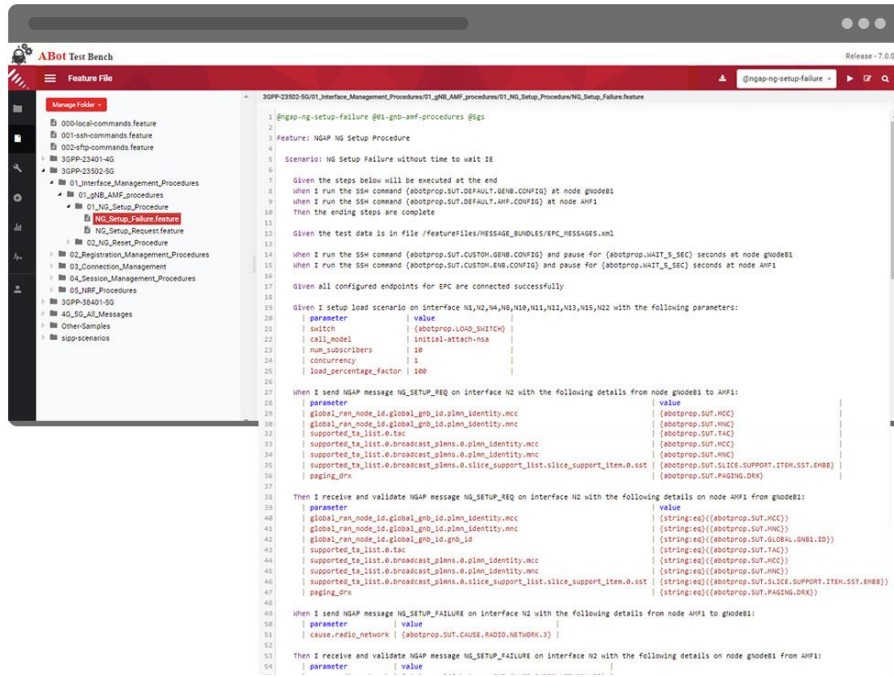 ABot Test Bench
Release - 7.0.0
Feature File
@ngap-ng-setup-failure
Manage Folder
000-local-commands.feature
001-ssh-commands.feature
002-sftp-commands.feature
3GPP-23401-4G
3GPP-23502-5G
01_Interface_Management_Procedures
01_gNB_AMF_procedures
01_NG_Setup_Procedure
NG_Setup_Failure.feature
NG_Setup_Request.feature
02_NG_Reset_Procedure
02_Registration_Management_Procedures
03_Connection_Management
04_Session_Management_Procedures
05_NRF_Procedures
3GPP-38401-5G
4G_5G_All_Messages
Other-Samples
sipp-scenarios
3GPP-23502-5G/01_Interface_Management_Procedures/01_gNB_AMF_procedures/01_NG_Setup_Procedure/NG_Setup_Failure.feature
1 @ngap-ng-setup-failure @01-gnb-amf-procedures @5gs
2
3 Feature: NGAP NG Setup Procedure
4
5 Scenario: NG Setup Failure without time to wait IE
6
7 Given the steps below will be executed at the end
8 When I run the SSH command {abotprop.SUT.DEFAULT.GENB.CONFIG} at node gNodeB1
9 When I run the SSH command {abotprop.SUT.DEFAULT.AMF.CONFIG} at node AMF1
10 Then the ending steps are complete
11
12 Given the test data is in file /featureFiles/MESSAGE_BUNDLES/EPC_MESSAGES.xml
13
14 When I run the SSH command {abotprop.SUT.CUSTOM.GENB.CONFIG} and pause for {abotprop.WAIT_5_SEC} seconds at node gNodeB1
15 When I run the SSH command {abotprop.SUT.CUSTOM.ENB.CONFIG} and pause for {abotprop.WAIT_5_SEC} seconds at node AMF1
16
17 Given all configured endpoints for EPC are connected successfully
18
19 Given I setup load scenario on interface N1,N2,N4,N8,N10,N11,N12,N13,N15,N22 with the following parameters:
20 | parameter | value |
21 | switch | {abotprop.LOAD_SWITCH} |
22 | call_model | initial-attach-nsa |
23 | num_subscribers | 10 |
24 | concurrency | 1 |
25 | load_percentage_factor | 100 |
26
27 When I send NGAP message NG_SETUP_REQ on interface N2 with the following details from node gNodeB1 to AMF1:
28 | parameter | value |
29 | global_ran_node_id.global_gnb_id.plmn_identity.mcc | {abotprop.SUT.MCC} |
30 | global_ran_node_id.global_gnb_id.plmn_identity.mnc | {abotprop.SUT.MNC} |
32 | supported_ta_list.0.tac | {abotprop.SUT.TAC} |
33 | supported_ta_list.0.broadcast_plmns.0.plmn_identity.mcc | {abotprop.SUT.MCC} |
34 | supported_ta_list.0.broadcast_plmns.0.plmn_identity.mnc | {abotprop.SUT.MNC} |
35 | supported_ta_list.0.broadcast_plmns.0.slice_support_list.slice_support_item.0.sst | {abotprop.SUT.SLICE.SUPPORT.ITEM.SST.EMBB} |
36 | paging_drx | {abotprop.SUT.PAGING.DRX} |
37
38 Then I receive and validate NGAP message NG_SETUP_REQ on interface N2 with the following details on node AMF1 from gNodeB1:
39 | parameter | value
40 | global_ran_node_id.global_gnb_id.plmn_identity.mcc | {string:eq}({abotprop.SUT.MCC})
41 | global_ran_node_id.global_gnb_id.plmn_identity.mnc | {string:eq}({abotprop.SUT.MNC})
42 | global_ran_node_id.global_gnb_id.gnb_id | {string:eq}({abotprop.SUT.GLOBAL.GNB1.ID})
43 | supported_ta_list.0.tac | {string:eq}({abotprop.SUT.TAC})
44 | supported_ta_list.0.broadcast_plmns.0.plmn_identity.mcc | {string:eq}({abotprop.SUT.MCC})
45 | supported_ta_list.0.broadcast_plmns.0.plmn_identity.mnc | {string:eq}({abotprop.SUT.MNC})
46 | supported_ta_list.0.broadcast_plmns.0.slice_support_list.slice_support_item.0.sst | {string:eq}({abotprop.SUT.SLICE.SUPPORT.ITEM.SST.EMBB})
47 | paging_drx | {string:eq}({abotprop.SUT.PAGING.DRX})
48
49 When I send NGAP message NG_SETUP_FAILURE on interface N2 with the following details from node AMF1 to gNodeB1:
50 | parameter | value |
51 | cause.radio_network | {abotprop.SUT.CAUSE.RADIO.NETWORK.3} |
52
53 Then I receive and validate NGAP message NG_SETUP_FAILURE on interface N2 with the following details on node gNodeB1 from AMF1:
54 | parameter | value |